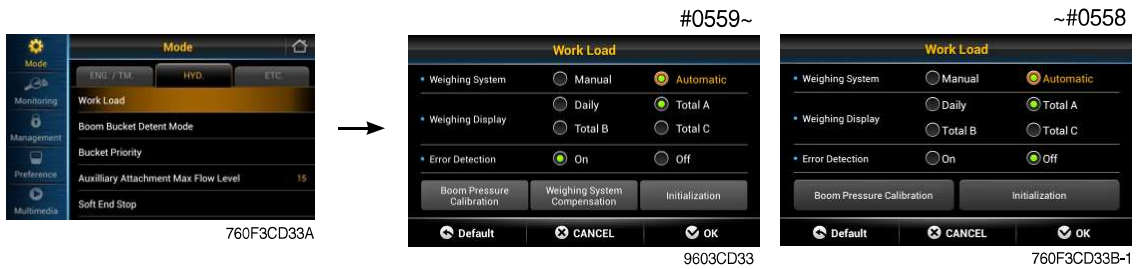 #0559~
~#0558
Mode
Mode
ENG. / TM.
HYD.
ETC.
Monitoring
Management
Preference
Multimedia
Work Load
Boom Bucket Detent Mode
Bucket Priority
Auxilliary Attachment Max Flow Level 15
Soft End Stop
760F3CD33A
Work Load
Weighing System
Manual
Automatic
Weighing Display
Daily
Total A
Total B
Total C
Error Detection
On
Off
Boom Pressure
Calibration
Weighing System
Compensation
Initialization
Default
CANCEL
OK
9603CD33
Work Load
Weighing System
Manual
Automatic
Weighing Display
Daily
Total A
Total B
Total C
Error Detection
On
Off
Boom Pressure Calibration
Initialization
Default
CANCEL
OK
760F3CD33B-1